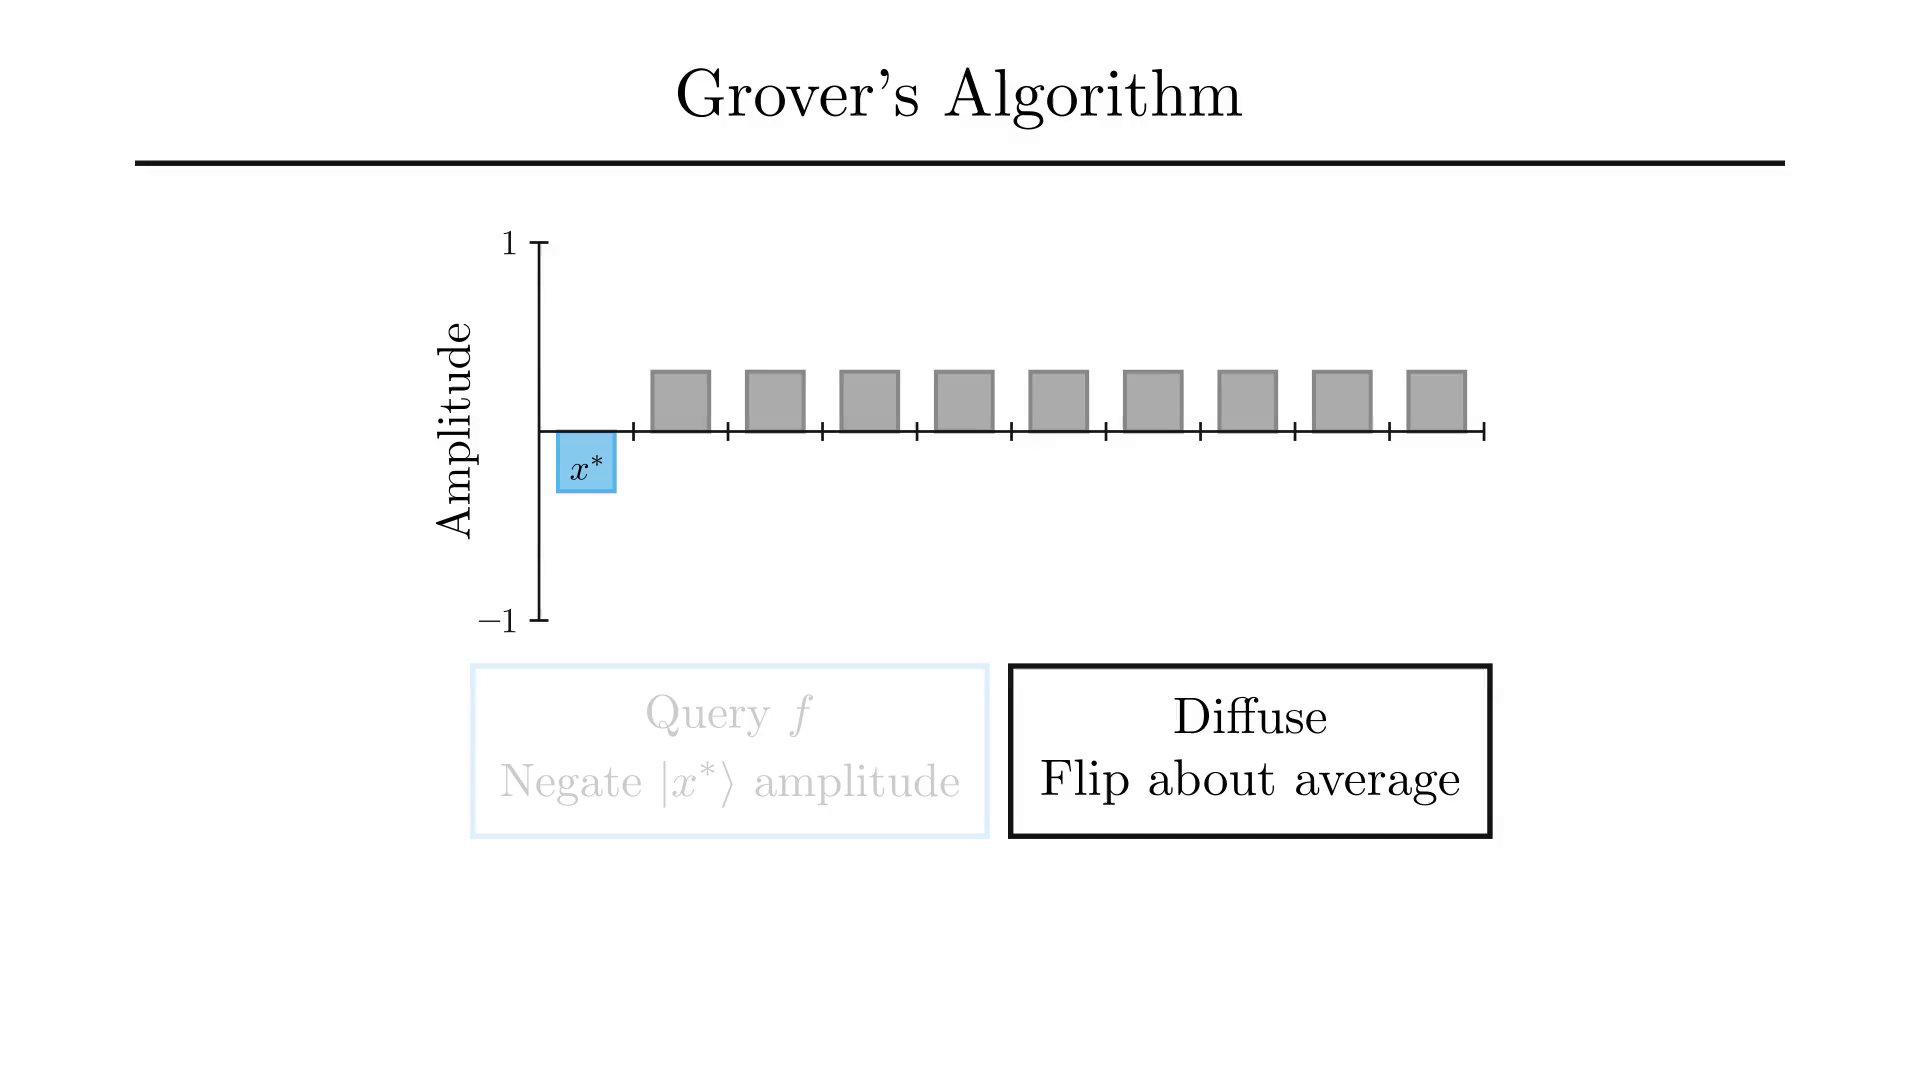 Grover's Algorithm
1
Amplitude
x*
−1
Query f
Negate |x*⟩ amplitude
Diffuse
Flip about average